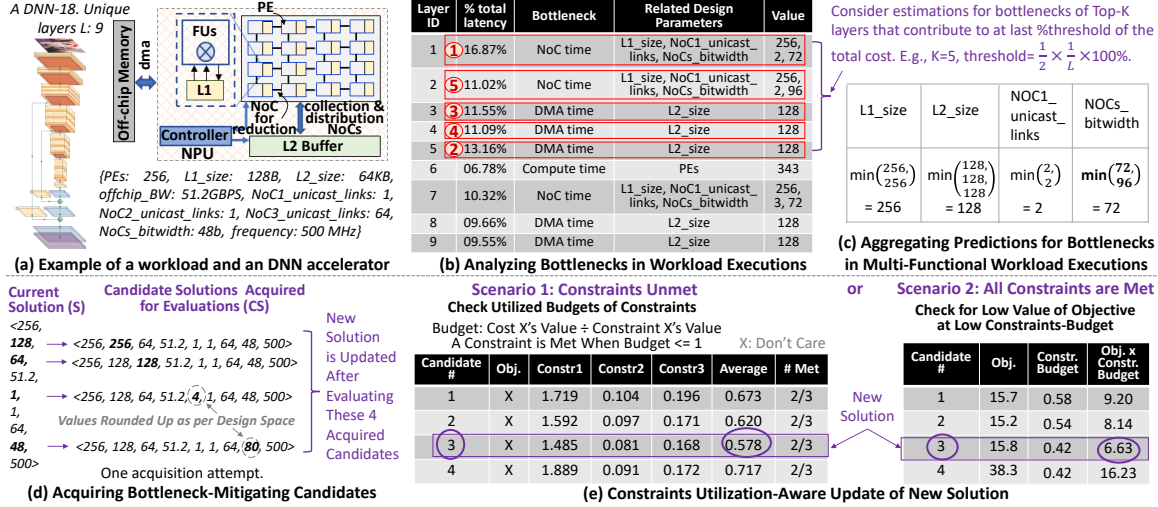 A DNN-18. Unique
layers L: 9
Off-chip Memory
dma
PE
FUs
L1
NoC for reduction
collection & distribution NoCs
Controller
NPU
L2 Buffer
{PEs: 256, L1_size: 128B, L2_size: 64KB,
offchip_BW: 51.2GBPS, NoC1_unicast_links: 1,
NoC2_unicast_links: 1, NoC3_unicast_links: 64,
NoCs_bitwidth: 48b, frequency: 500 MHz}
(a) Example of a workload and an DNN accelerator
Layer ID | % total latency | Bottleneck | Related Design Parameters | Value
1 | ① 16.87% | NoC time | L1_size, NOC1_unicast_links, NoCs_bitwidth | 256, 2, 72
2 | ⑤ 11.02% | NoC time | L1_size, NOC1_unicast_links, NoCs_bitwidth | 256, 2, 96
3 | ③ 11.55% | DMA time | L2_size | 128
4 | ④ 11.09% | DMA time | L2_size | 128
5 | ② 13.16% | DMA time | L2_size | 128
6 | 06.78% | Compute time | PEs | 343
7 | 10.32% | NoC time | L1_size, NOC1_unicast_links, NoCs_bitwidth | 256, 3, 72
8 | 09.66% | DMA time | L2_size | 128
9 | 09.55% | DMA time | L2_size | 128
(b) Analyzing Bottlenecks in Workload Executions
Consider estimations for bottlenecks of Top-K
layers that contribute to at last %threshold of the
total cost. E.g., K=5, threshold= 1/2 × 1/L ×100%.
L1_size | L2_size | NOC1_unicast_links | NOCs_bitwidth
min(256, 256) = 256 | min(128, 128, 128) = 128 | min(2, 2) = 2 | min(72, 96) = 72
(c) Aggregating Predictions for Bottlenecks
in Multi-Functional Workload Executions
Current
Solution (S)
<256,
128,
64,
51.2,
1,
1,
64,
48,
500>
Candidate Solutions Acquired
for Evaluations (CS)
<256, 256, 64, 51.2, 1, 1, 64, 48, 500>
<256, 128, 128, 51.2, 1, 1, 64, 48, 500>
<256, 128, 64, 51.2, 4, 1, 64, 48, 500>
Values Rounded Up as per Design Space
<256, 128, 64, 51.2, 1, 1, 64, 80, 500>
One acquisition attempt.
New
Solution
is Updated
After
Evaluating
These 4
Acquired
Candidates
(d) Acquiring Bottleneck-Mitigating Candidates
Scenario 1: Constraints Unmet
Check Utilized Budgets of Constraints
Budget: Cost X's Value ÷ Constraint X's Value
A Constraint is Met When Budget <= 1
X: Don't Care
Candidate # | Obj. | Constr1 | Constr2 | Constr3 | Average | # Met
1 | X | 1.719 | 0.104 | 0.196 | 0.673 | 2/3
2 | X | 1.592 | 0.097 | 0.171 | 0.620 | 2/3
3 | X | 1.485 | 0.081 | 0.168 | 0.578 | 2/3
4 | X | 1.889 | 0.091 | 0.172 | 0.717 | 2/3
New
Solution
or
Scenario 2: All Constraints are Met
Check for Low Value of Objective
at Low Constraints-Budget
Candidate # | Obj. | Constr. Budget | Obj. x Constr. Budget
1 | 15.7 | 0.58 | 9.20
2 | 15.2 | 0.54 | 8.14
3 | 15.8 | 0.42 | 6.63
4 | 38.3 | 0.42 | 16.23
(e) Constraints Utilization-Aware Update of New Solution